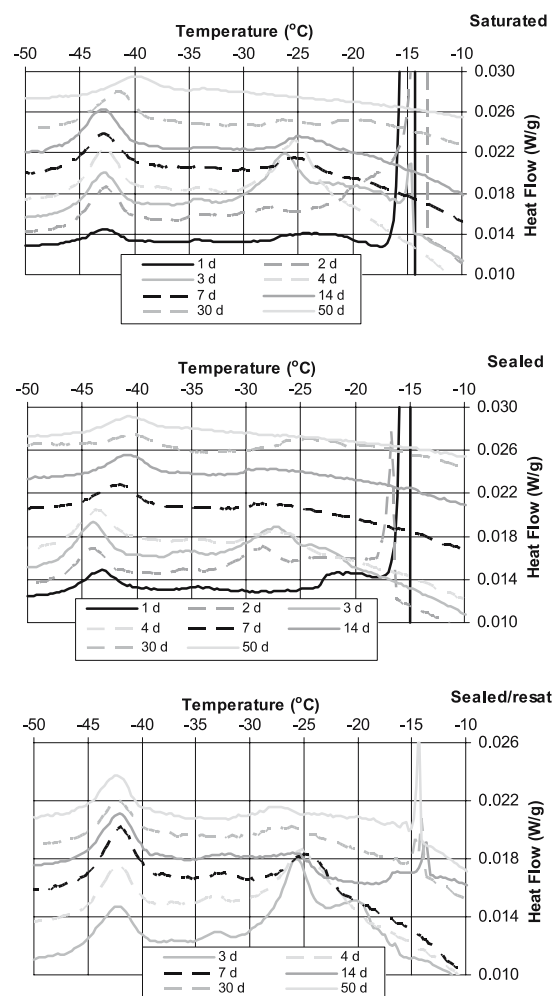 Saturated
Temperature (°C)
-50 -45 -40 -35 -30 -25 -20 -15 -10
0.030
0.026
0.022
0.018
0.014
0.010
Heat Flow (W/g)
1 d 2 d
3 d 4 d
7 d 14 d
30 d 50 d
Sealed
Temperature (°C)
-50 -45 -40 -35 -30 -25 -20 -15 -10
0.030
0.026
0.022
0.018
0.014
0.010
Heat Flow (W/g)
1 d 2 d 3 d
4 d 7 d 14 d
30 d 50 d
Sealed/resat
Temperature (°C)
-50 -45 -40 -35 -30 -25 -20 -15 -10
0.026
0.022
0.018
0.014
0.010
Heat Flow (W/g)
3 d 4 d
7 d 14 d
30 d 50 d